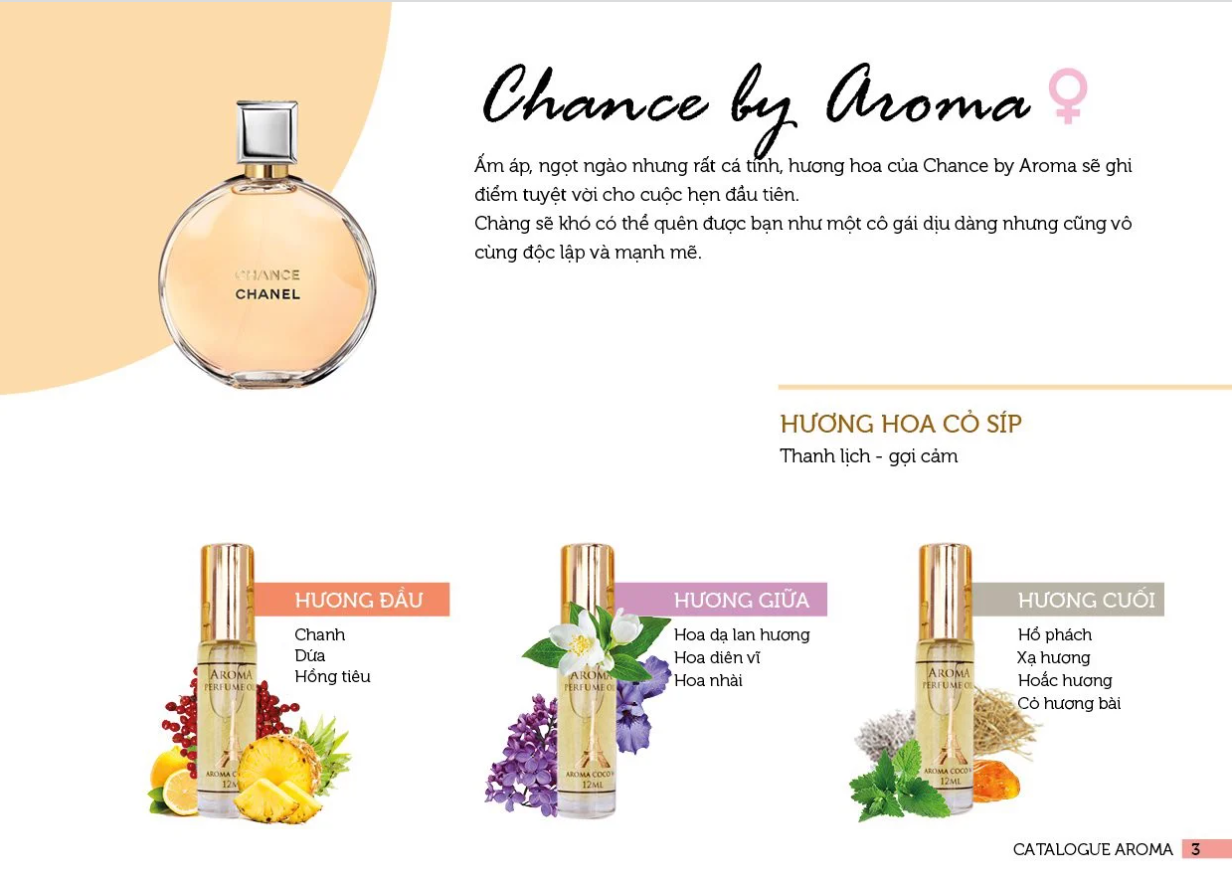 Chance by Aroma
Ấm áp, ngọt ngào nhưng rất cá tính, hương hoa của Chance by Aroma sẽ ghi
điểm tuyệt vời cho cuộc hẹn đầu tiên.
Chàng sẽ khó có thể quên được bạn như một cô gái dịu dàng nhưng cũng vô
cùng độc lập và mạnh mẽ.
CHANCE
CHANEL
HƯƠNG HOA CỎ SÍP
Thanh lịch - gợi cảm
HƯƠNG ĐẦU
Chanh
Dứa
Hồng tiêu
AROMA
PERFUME OIL
AROMA COCO
12ML
HƯƠNG GIỮA
Hoa dạ lan hương
Hoa diên vĩ
Hoa nhài
AROMA
PERFUME OIL
AROMA COCO
12ML
HƯƠNG CUỐI
Hổ phách
Xạ hương
Hoắc hương
Cỏ hương bài
AROMA
PERFUME OIL
AROMA COCO
12ML
CATALOGUE AROMA 3